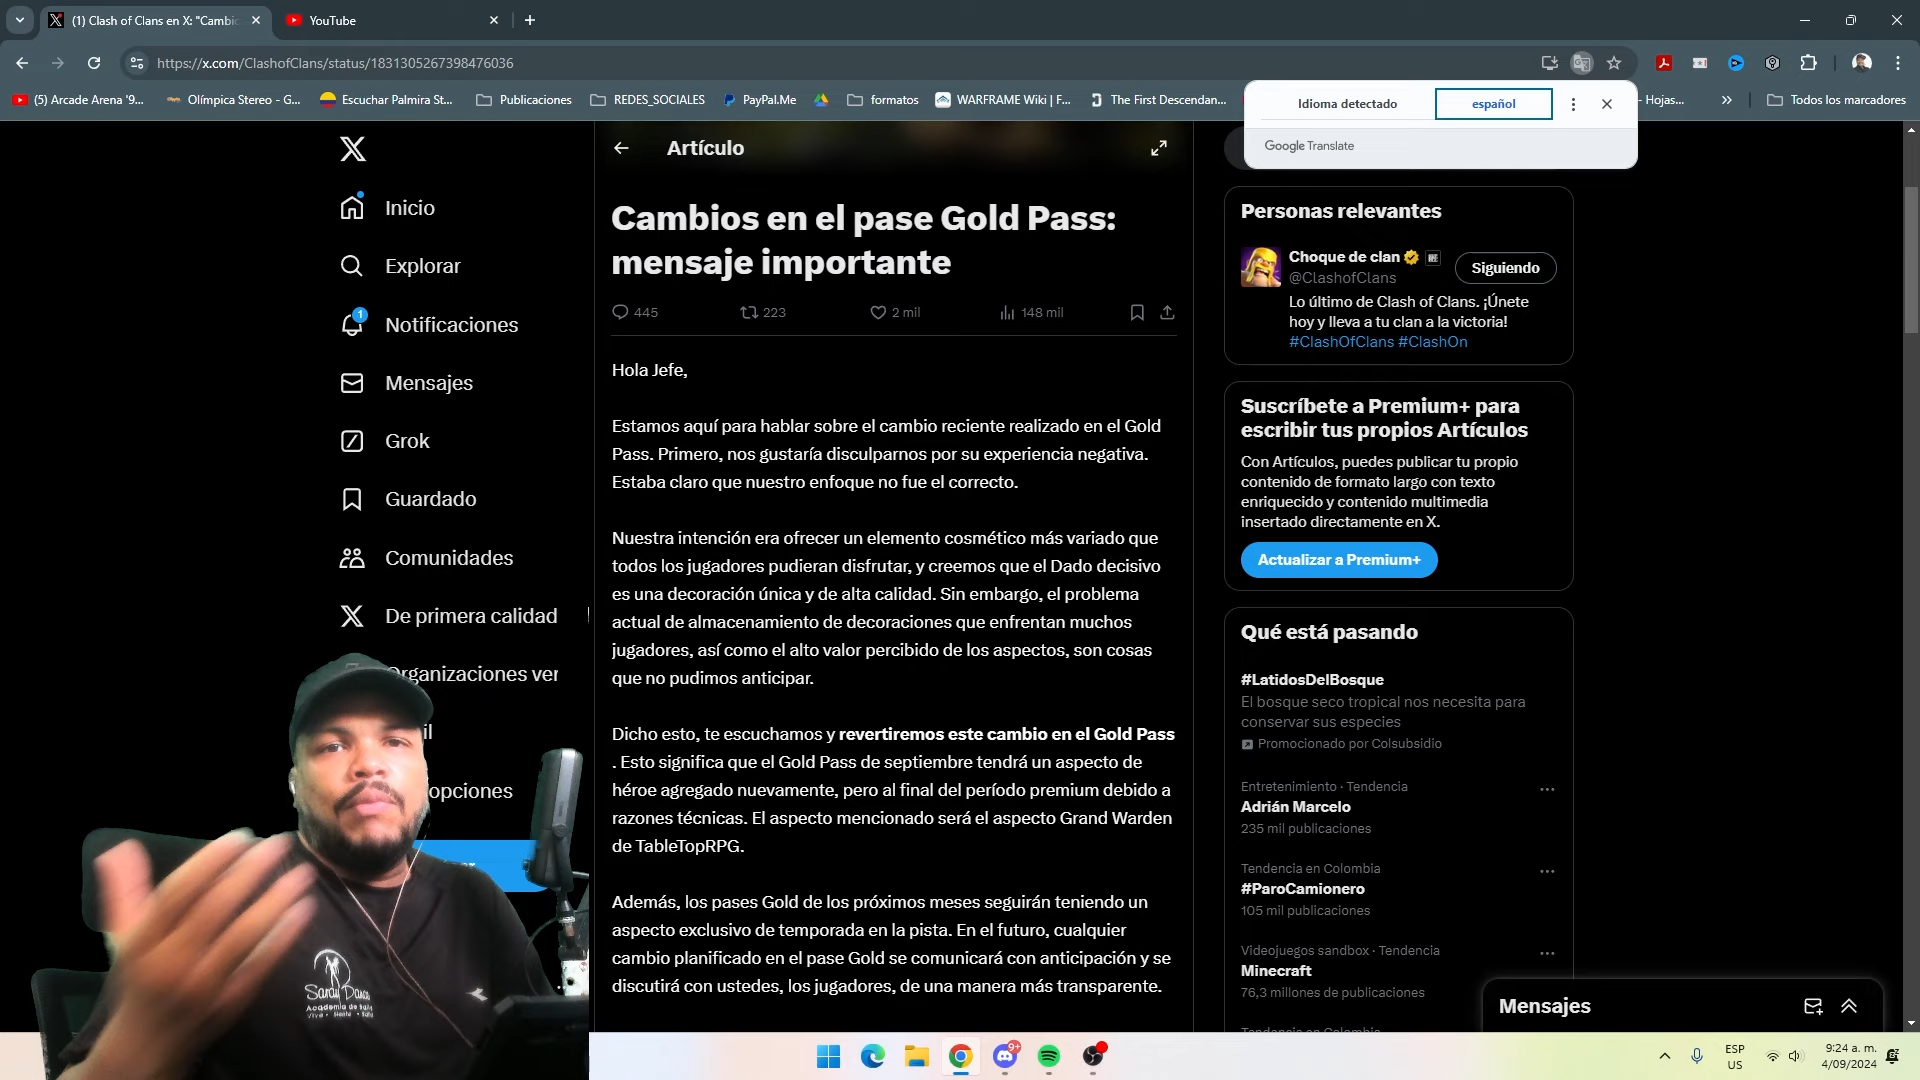 (1) Clash of Clans en X: "Cambio
YouTube
https://x.com/ClashofClans/status/1831305267398476036
(5) Arcade Arena '9...
Olímpica Stereo - G...
Escuchar Palmira St...
Publicaciones
REDES_SOCIALES
PayPal.Me
formatos
WARFRAME Wiki | F...
The First Descendan...
- Hojas...
Todos los marcadores
Idioma detectado
español
Google Translate
Inicio
Explorar
1
Notificaciones
Mensajes
Grok
Guardado
Comunidades
De primera calidad
Organizaciones ver
il
opciones
Artículo
Cambios en el pase Gold Pass:
mensaje importante
445
223
2 mil
148 mil
Hola Jefe,
Estamos aquí para hablar sobre el cambio reciente realizado en el Gold
Pass. Primero, nos gustaría disculparnos por su experiencia negativa.
Estaba claro que nuestro enfoque no fue el correcto.
Nuestra intención era ofrecer un elemento cosmético más variado que
todos los jugadores pudieran disfrutar, y creemos que el Dado decisivo
es una decoración única y de alta calidad. Sin embargo, el problema
actual de almacenamiento de decoraciones que enfrentan muchos
jugadores, así como el alto valor percibido de los aspectos, son cosas
que no pudimos anticipar.
Dicho esto, te escuchamos y revertiremos este cambio en el Gold Pass
. Esto significa que el Gold Pass de septiembre tendrá un aspecto de
héroe agregado nuevamente, pero al final del período premium debido a
razones técnicas. El aspecto mencionado será el aspecto Grand Warden
de TableTopRPG.
Además, los pases Gold de los próximos meses seguirán teniendo un
aspecto exclusivo de temporada en la pista. En el futuro, cualquier
cambio planificado en el pase Gold se comunicará con anticipación y se
discutirá con ustedes, los jugadores, de una manera más transparente.
Personas relevantes
Choque de clan
@ClashofClans
Siguiendo
Lo último de Clash of Clans. ¡Únete
hoy y lleva a tu clan a la victoria!
#ClashOfClans #ClashOn
Suscríbete a Premium+ para
escribir tus propios Artículos
Con Artículos, puedes publicar tu propio
contenido de formato largo con texto
enriquecido y contenido multimedia
insertado directamente en X.
Actualizar a Premium+
Qué está pasando
#LatidosDelBosque
El bosque seco tropical nos necesita para
conservar sus especies
Promocionado por Colsubsidio
Entretenimiento · Tendencia
Adrián Marcelo
235 mil publicaciones
Tendencia en Colombia
#ParoCamionero
105 mil publicaciones
Videojuegos sandbox · Tendencia
Minecraft
76,3 millones de publicaciones
Tendencia en Colombia
Mensajes
Sandy Dance
Academia de Baile
9+
ESP
US
9:24 a. m.
4/09/2024